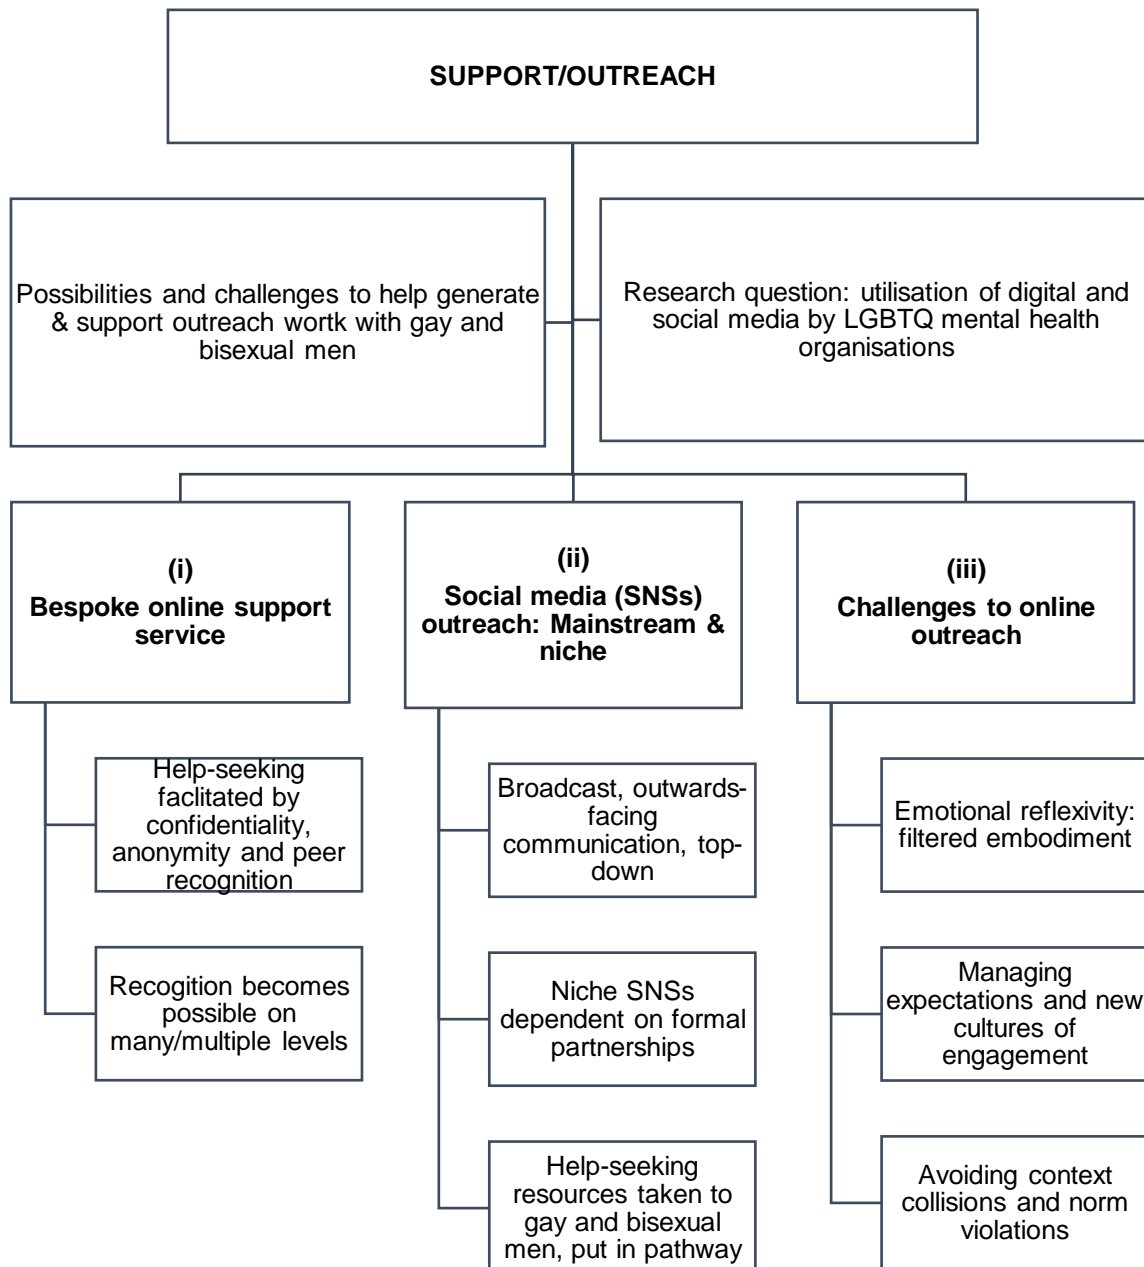 SUPPORT/OUTREACH
Possibilities and challenges to help generate
& support outreach wortk with gay and
bisexual men
Research question: utilisation of digital and
social media by LGBTQ mental health
organisations
(i)
Bespoke online support
service
(ii)
Social media (SNSs)
outreach: Mainstream &
niche
(iii)
Challenges to online
outreach
Help-seeking
faclitated by
confidentiality,
anonymity and peer
recognition
Recogition becomes
possible on
many/multiple levels
Broadcast, outwards-
facing
communication, top-
down
Niche SNSs
dependent on formal
partnerships
Help-seeking
resources taken to
gay and bisexual
men, put in pathway
Emotional reflexivity:
filtered embodiment
Managing
expectations and new
cultures of
engagement
Avoiding context
collisions and norm
violations